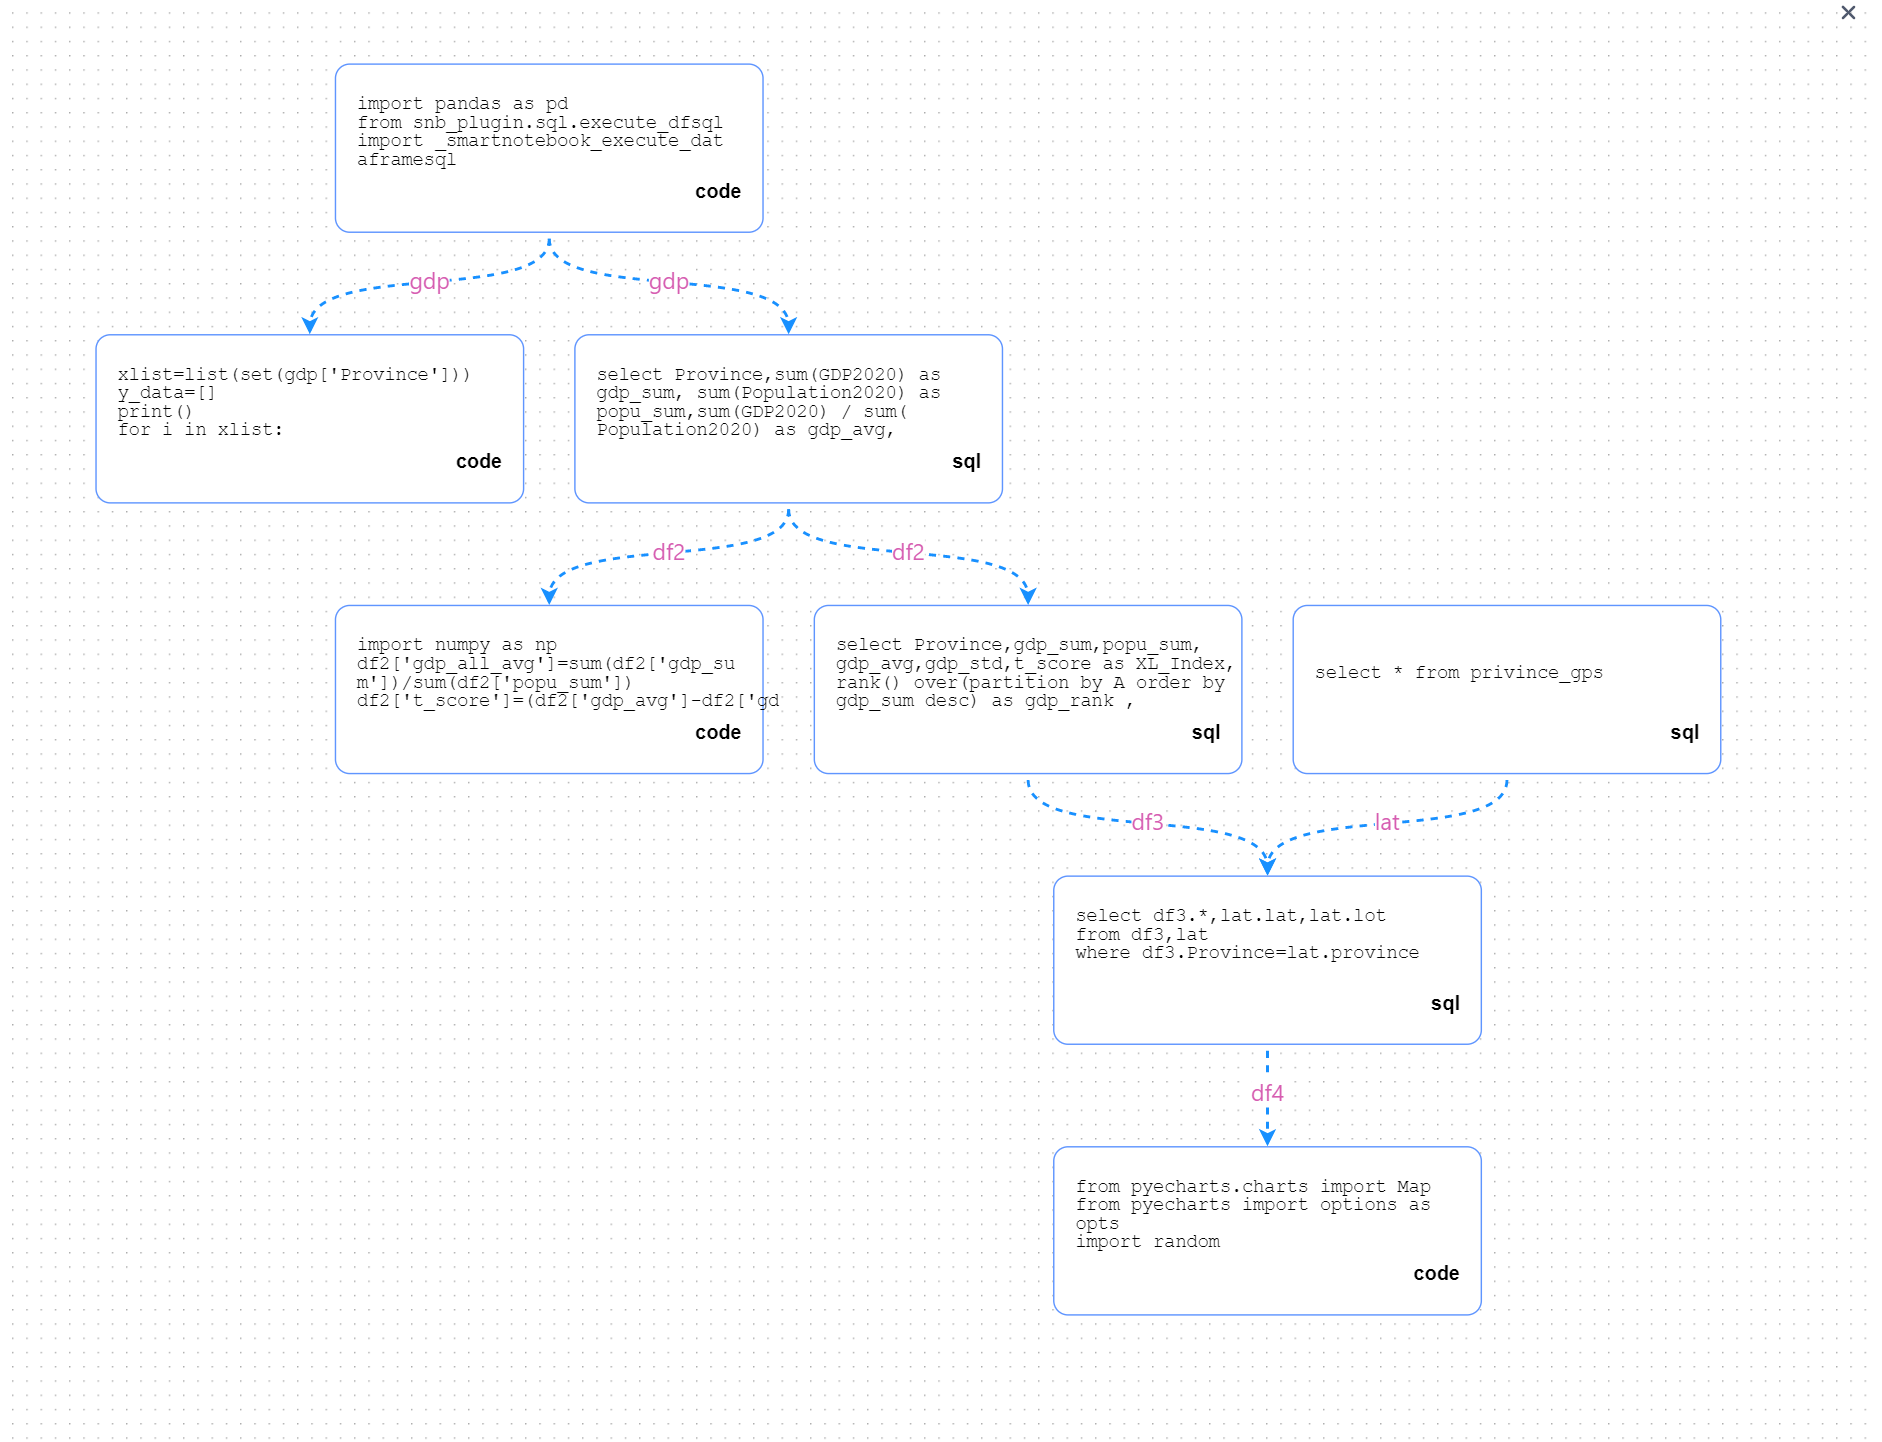 import pandas as pd
from snb_plugin.sql.execute_dfsql
import _smartnotebook_execute_dat
aframesql
code
gdp
gdp
xlist=list(set(gdp['Province']))
y_data=[]
print()
for i in xlist:
code
select Province,sum(GDP2020) as
gdp_sum, sum(Population2020) as
popu_sum,sum(GDP2020) / sum(
Population2020) as gdp_avg,
sql
df2
df2
import numpy as np
df2['gdp_all_avg']=sum(df2['gdp_su
m'])/sum(df2['popu_sum'])
df2['t_score']=(df2['gdp_avg']-df2['gd
code
select Province,gdp_sum,popu_sum,
gdp_avg,gdp_std,t_score as XL_Index,
rank() over(partition by A order by
gdp_sum desc) as gdp_rank ,
sql
select * from privince_gps
sql
df3
lat
select df3.*,lat.lat,lat.lot
from df3,lat
where df3.Province=lat.province
sql
df4
from pyecharts.charts import Map
from pyecharts import options as
opts
import random
code